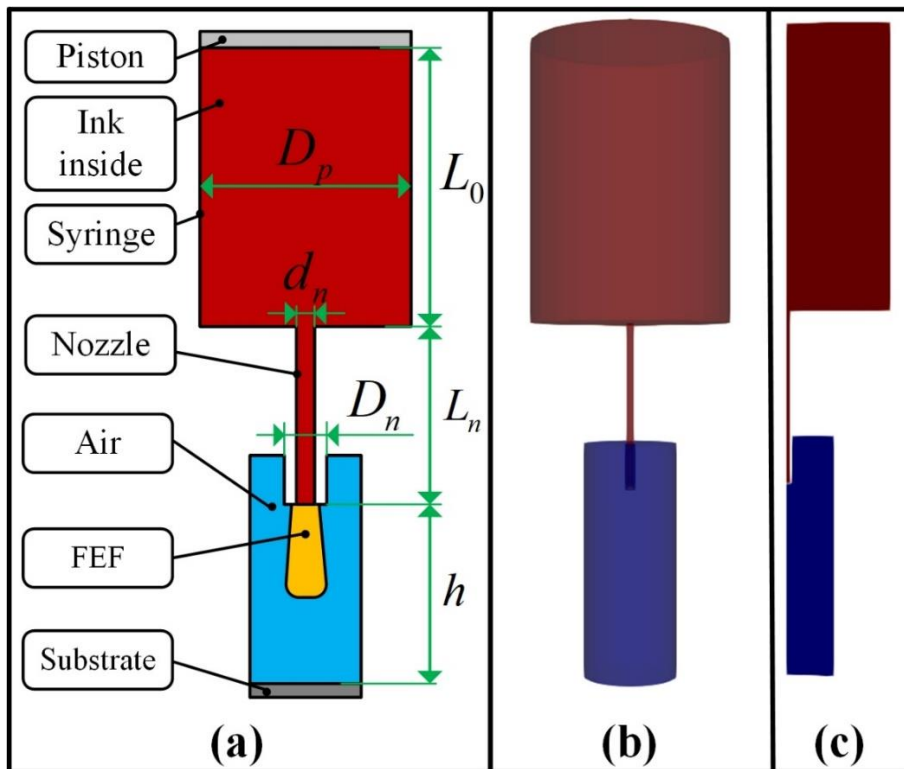 Piston
Ink
inside
Syringe
Nozzle
Air
FEF
Substrate
D_p
L_0
d_n
D_n
L_n
h
(a)
(b)
(c)